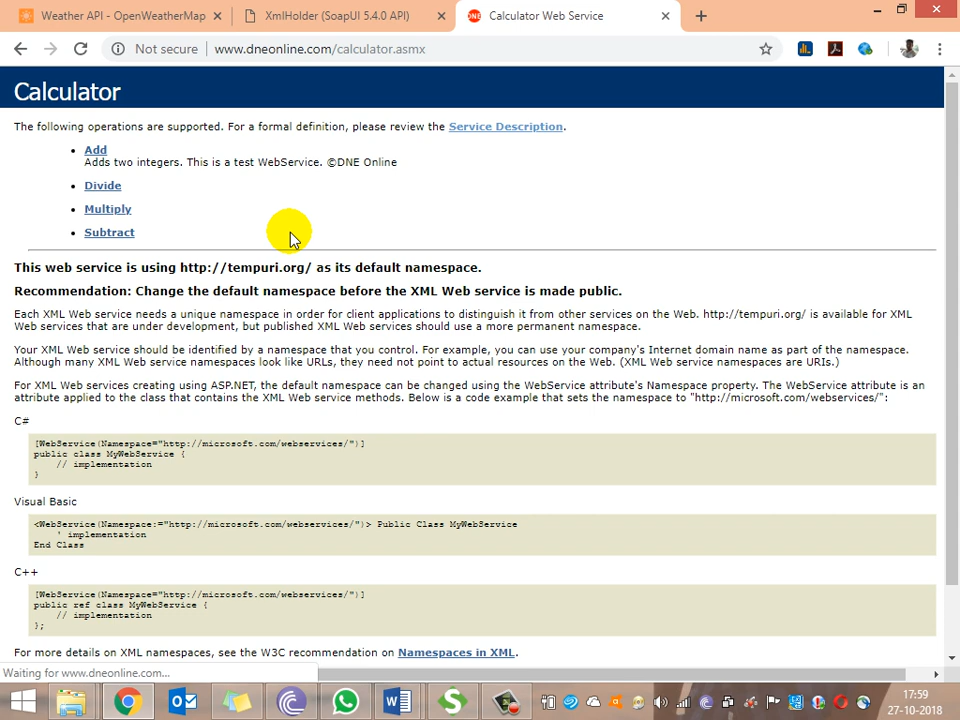 Weather API - OpenWeatherMap
XmlHolder (SoapUI 5.4.0 API)
Calculator Web Service
Not secure
www.dneonline.com/calculator.asmx
Calculator
The following operations are supported. For a formal definition, please review the Service Description.
• Add
Adds two integers. This is a test WebService. ©DNE Online
• Divide
• Multiply
• Subtract
This web service is using http://tempuri.org/ as its default namespace.
Recommendation: Change the default namespace before the XML Web service is made public.
Each XML Web service needs a unique namespace in order for client applications to distinguish it from other services on the Web. http://tempuri.org/ is available for XML
Web services that are under development, but published XML Web services should use a more permanent namespace.
Your XML Web service should be identified by a namespace that you control. For example, you can use your company's Internet domain name as part of the namespace.
Although many XML Web service namespaces look like URLs, they need not point to actual resources on the Web. (XML Web service namespaces are URIs.)
For XML Web services creating using ASP.NET, the default namespace can be changed using the WebService attribute's Namespace property. The WebService attribute is an
attribute applied to the class that contains the XML Web service methods. Below is a code example that sets the namespace to "http://microsoft.com/webservices/":
C#
[WebService(Namespace="http://microsoft.com/webservices/")]
public class MyWebService {
// implementation
}
Visual Basic
<WebService(Namespace:="http://microsoft.com/webservices/")> Public Class MyWebService
' implementation
End Class
C++
[WebService(Namespace="http://microsoft.com/webservices/")]
public ref class MyWebService {
// implementation
};
For more details on XML namespaces, see the W3C recommendation on Namespaces in XML.
Waiting for www.dneonline.com...
17:59
27-10-2018